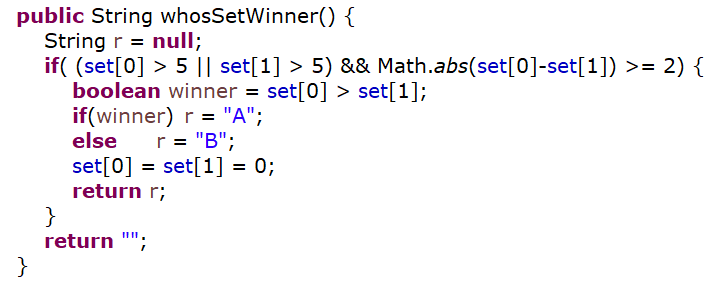 public String whosSetWinner() {
String r = null;
if( (set[0] > 5 || set[1] > 5) && Math.abs(set[0]-set[1]) >= 2) {
boolean winner = set[0] > set[1];
if(winner) r = "A";
else r = "B";
set[0] = set[1] = 0;
return r;
}
return "";
}